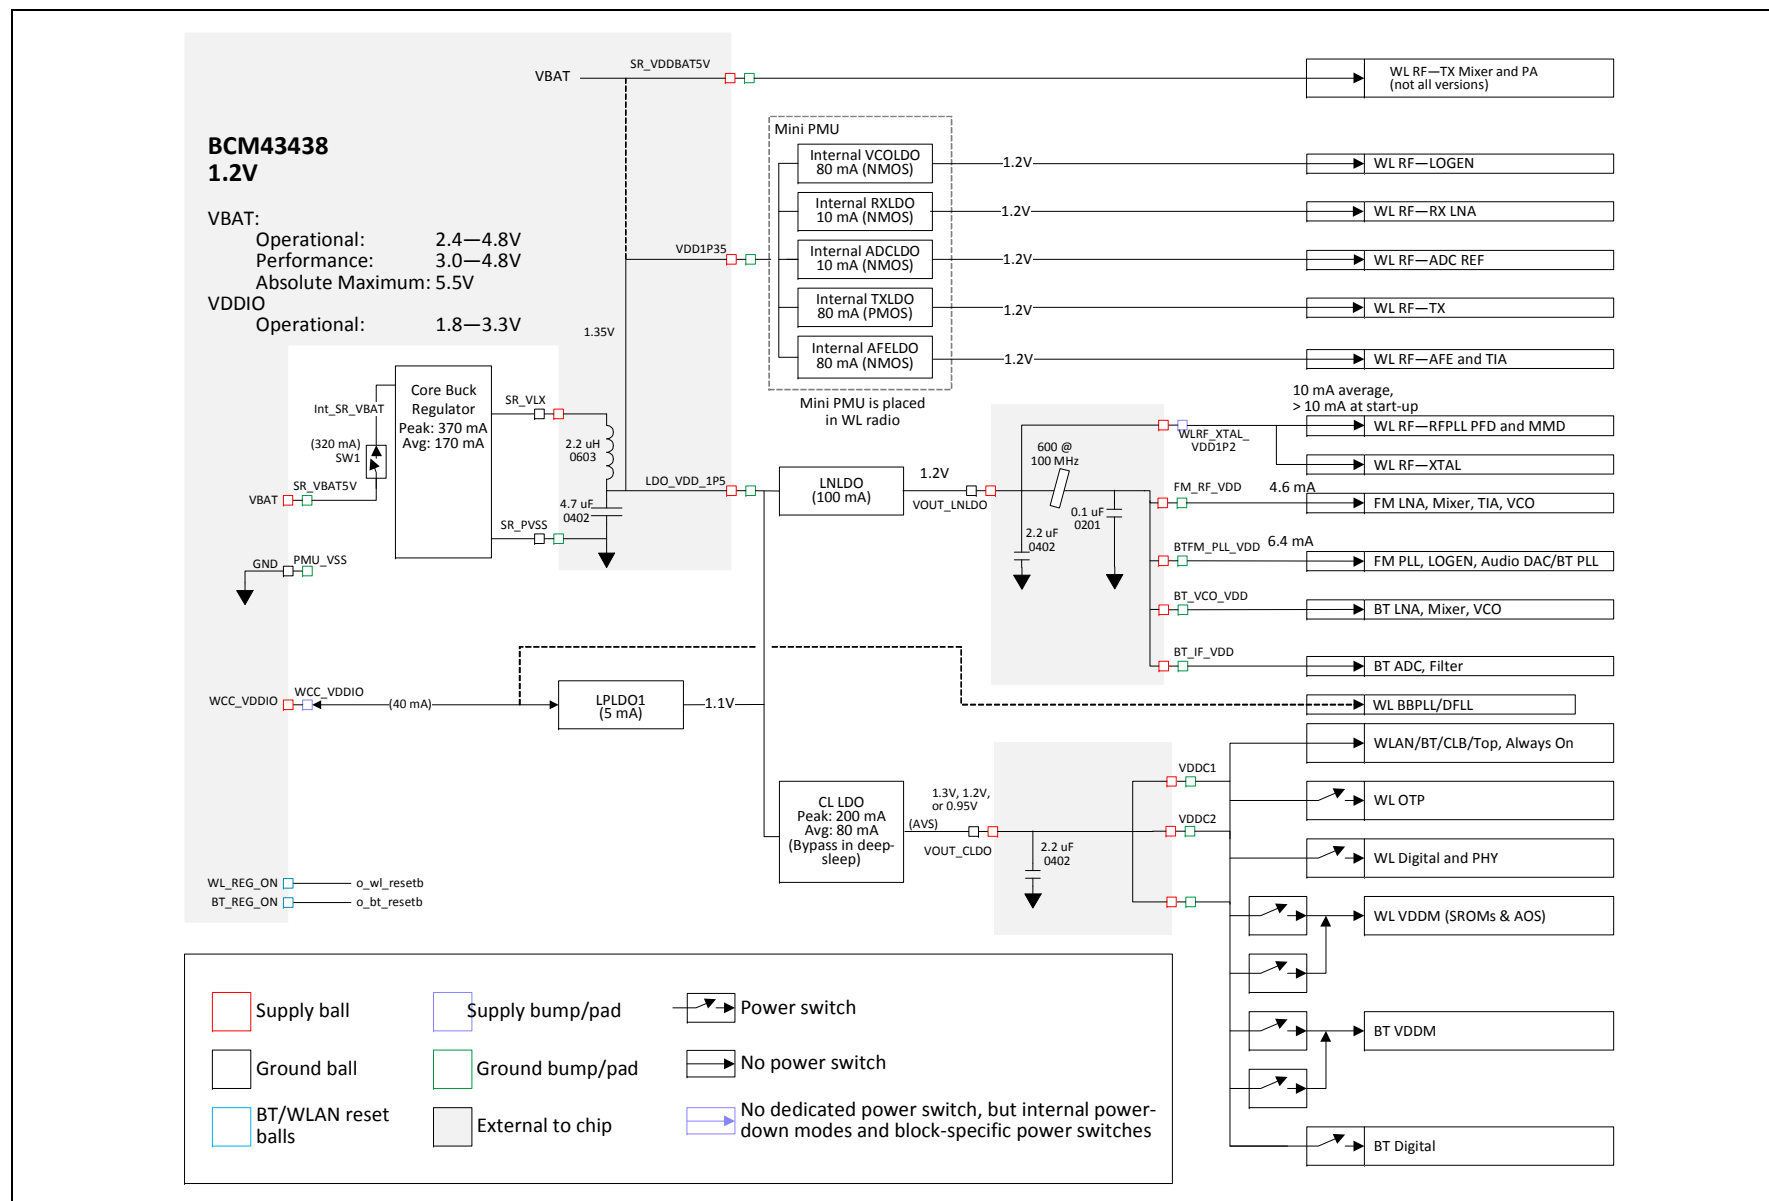 VBAT
SR_VDDBAT5V
WL RF—TX Mixer and PA
(not all versions)
BCM43438
1.2V
VBAT:
Operational: 2.4—4.8V
Performance: 3.0—4.8V
Absolute Maximum: 5.5V
VDDIO
Operational: 1.8—3.3V
Mini PMU
Internal VCOLDO
80 mA (NMOS)
1.2V
WL RF—LOGEN
Internal RXLDO
10 mA (NMOS)
1.2V
WL RF—RX LNA
VDD1P35
Internal ADCLDO
10 mA (NMOS)
1.2V
WL RF—ADC REF
Internal TXLDO
80 mA (PMOS)
1.2V
WL RF—TX
1.35V
Internal AFELDO
80 mA (NMOS)
1.2V
WL RF—AFE and TIA
Mini PMU is placed
in WL radio
Core Buck
Regulator
Peak: 370 mA
Avg: 170 mA
Int_SR_VBAT
(320 mA)
SW1
SR_VBAT5V
VBAT
SR_VLX
2.2 uH
0603
4.7 uF
0402
SR_PVSS
GND
PMU_VSS
LDO_VDD_1P5
LNLDO
(100 mA)
1.2V
VOUT_LNLDO
600 @
100 MHz
2.2 uF
0402
0.1 uF
0201
10 mA average,
> 10 mA at start-up
WLRF_XTAL_
VDD1P2
WL RF—RFPLL PFD and MMD
WL RF—XTAL
FM_RF_VDD
4.6 mA
FM LNA, Mixer, TIA, VCO
BTFM_PLL_VDD
6.4 mA
FM PLL, LOGEN, Audio DAC/BT PLL
BT_VCO_VDD
BT LNA, Mixer, VCO
BT_IF_VDD
BT ADC, Filter
WCC_VDDIO
WCC_VDDIO
(40 mA)
LPLDO1
(5 mA)
1.1V
WL BBPLL/DFLL
CL LDO
Peak: 200 mA
Avg: 80 mA
(Bypass in deep-
sleep)
1.3V, 1.2V,
or 0.95V
(AVS)
VOUT_CLDO
2.2 uF
0402
VDDC1
VDDC2
WLAN/BT/CLB/Top, Always On
WL OTP
WL Digital and PHY
WL VDDM (SROMs & AOS)
BT VDDM
BT Digital
WL_REG_ON
o_wl_resetb
BT_REG_ON
o_bt_resetb
Supply ball
Supply bump/pad
Power switch
Ground ball
Ground bump/pad
No power switch
BT/WLAN reset
balls
External to chip
No dedicated power switch, but internal power-
down modes and block-specific power switches